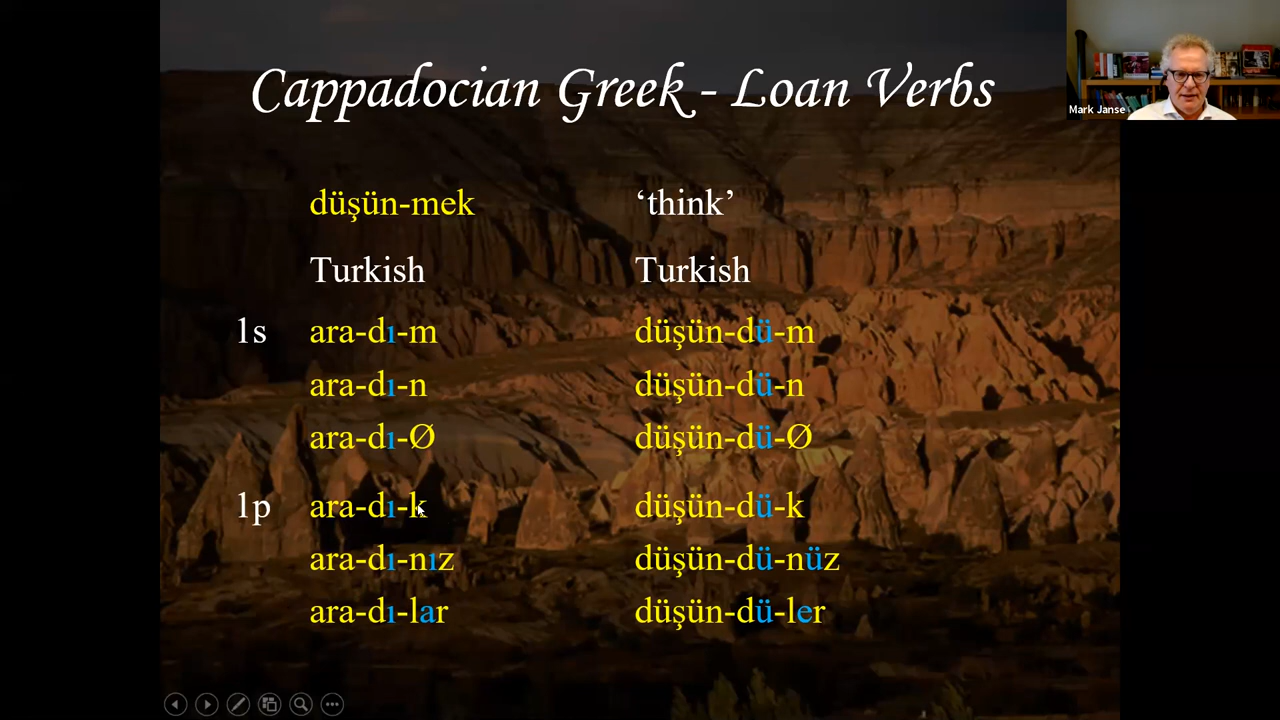 Cappadocian Greek - Loan Verbs
Mark Janse
düşün-mek ‘think’
Turkish Turkish
1s ara-dı-m düşün-dü-m
ara-dı-n düşün-dü-n
ara-dı-Ø düşün-dü-Ø
1p ara-dı-k düşün-dü-k
ara-dı-nız düşün-dü-nüz
ara-dı-lar düşün-dü-ler